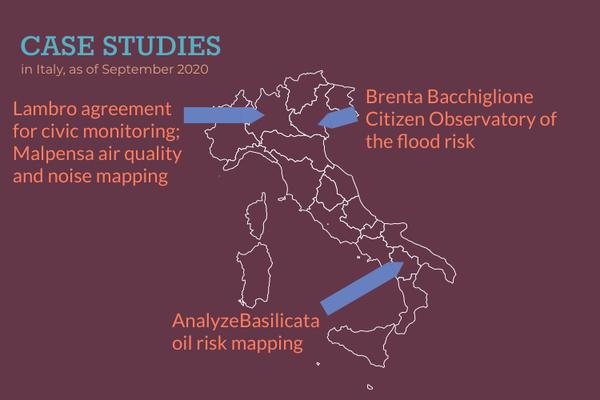 CASE STUDIES
in Italy, as of September 2020
Lambro agreement
for civic monitoring;
Malpensa air quality
and noise mapping
Brenta Bacchiglione
Citizen Observatory of
the flood risk
AnalyzeBasilicata
oil risk mapping